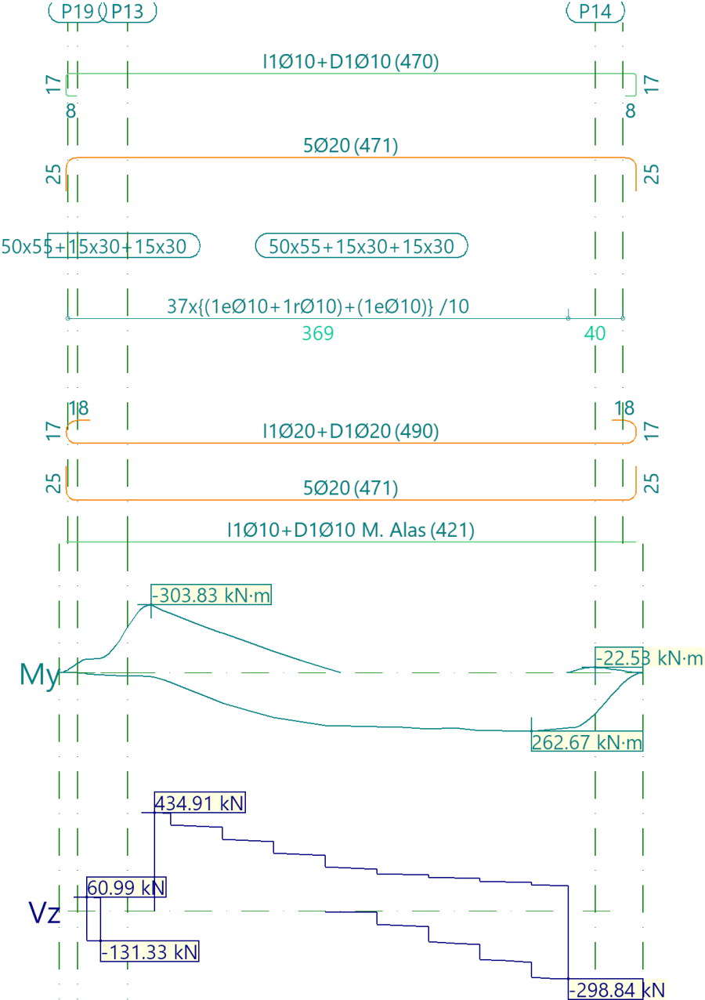 P19 P13 P14
I1Ø10+D1Ø10 (470)
17 17
8 8
5Ø20 (471)
25 25
50x55+15x30+15x30 50x55+15x30+15x30
37x{(1eØ10+1rØ10)+(1eØ10)} /10
369 40
18 18
17 I1Ø20+D1Ø20 (490) 17
25 5Ø20 (471) 25
I1Ø10+D1Ø10 M. Alas (421)
-303.83 kN·m
-22.53 kN·m
My
262.67 kN·m
434.91 kN
60.99 kN
Vz
-131.33 kN
-298.84 kN